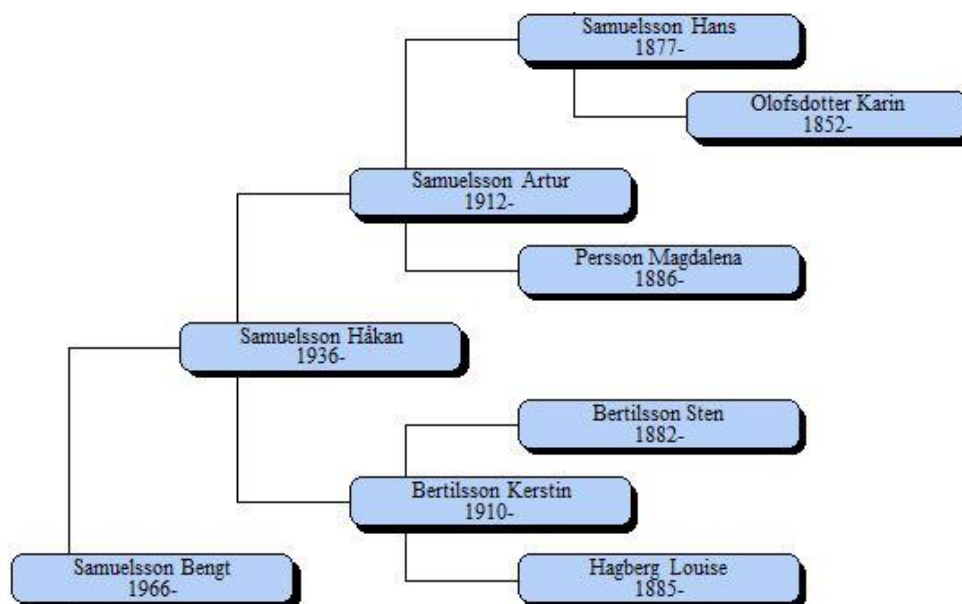 Samuelsson Hans
1877-
Olofsdotter Karin
1852-
Samuelsson Artur
1912-
Persson Magdalena
1886-
Samuelsson Håkan
1936-
Bertilsson Sten
1882-
Bertilsson Kerstin
1910-
Samuelsson Bengt
1966-
Hagberg Louise
1885-